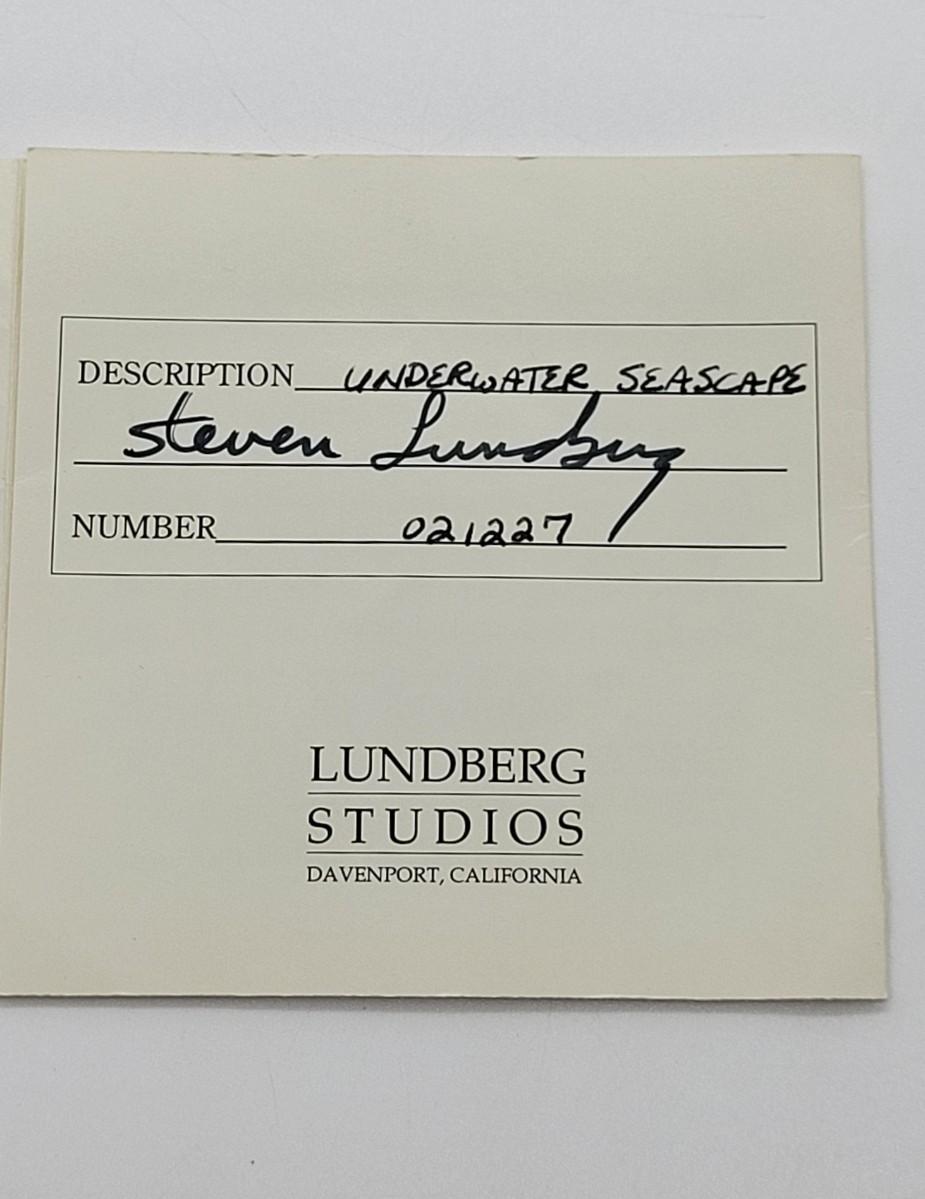 DESCRIPTION UNDERWATER SEASCAPE
Steven Lundberg
NUMBER 021227
LUNDBERG
STUDIOS
DAVENPORT, CALIFORNIA